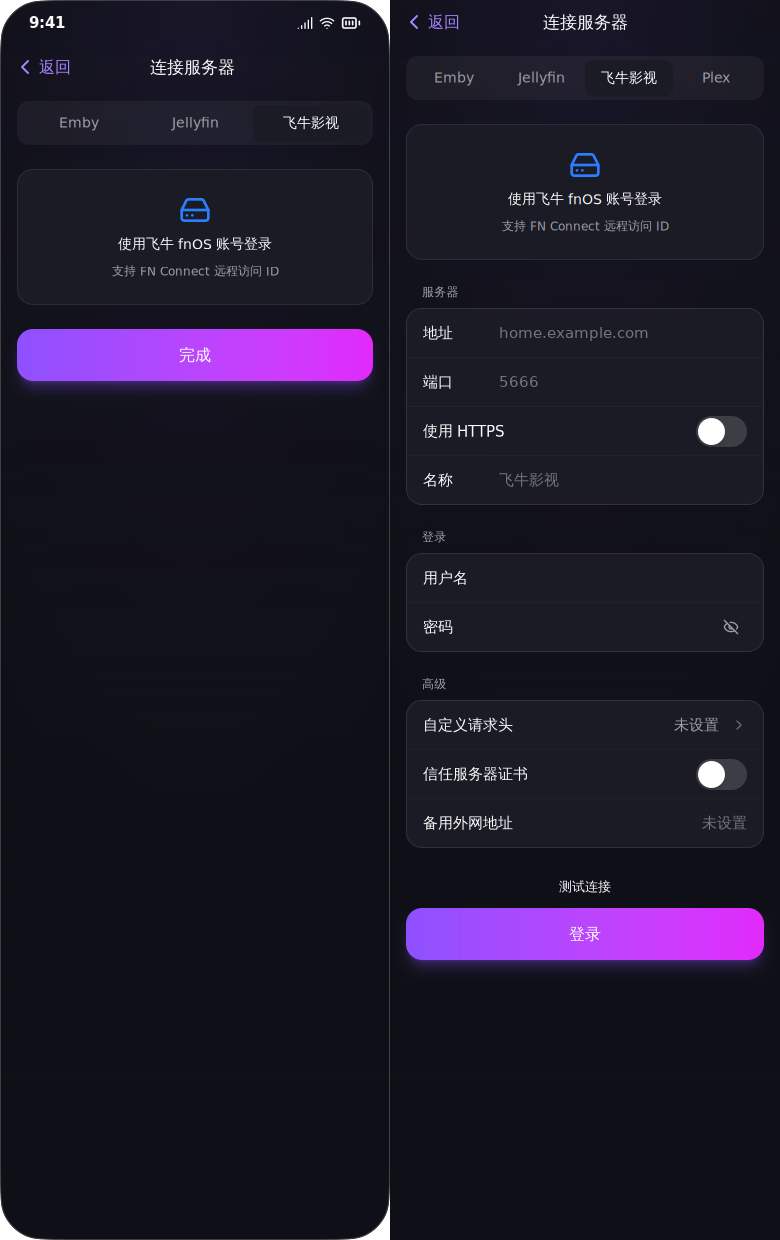 9:41
返回
连接服务器
Emby
Jellyfin
飞牛影视
使用飞牛 fnOS 账号登录
支持 FN Connect 远程访问 ID
完成
返回
连接服务器
Emby
Jellyfin
飞牛影视
Plex
使用飞牛 fnOS 账号登录
支持 FN Connect 远程访问 ID
服务器
地址 home.example.com
端口 5666
使用 HTTPS
名称 飞牛影视
登录
用户名
密码
高级
自定义请求头 未设置
信任服务器证书
备用外网地址 未设置
测试连接
登录